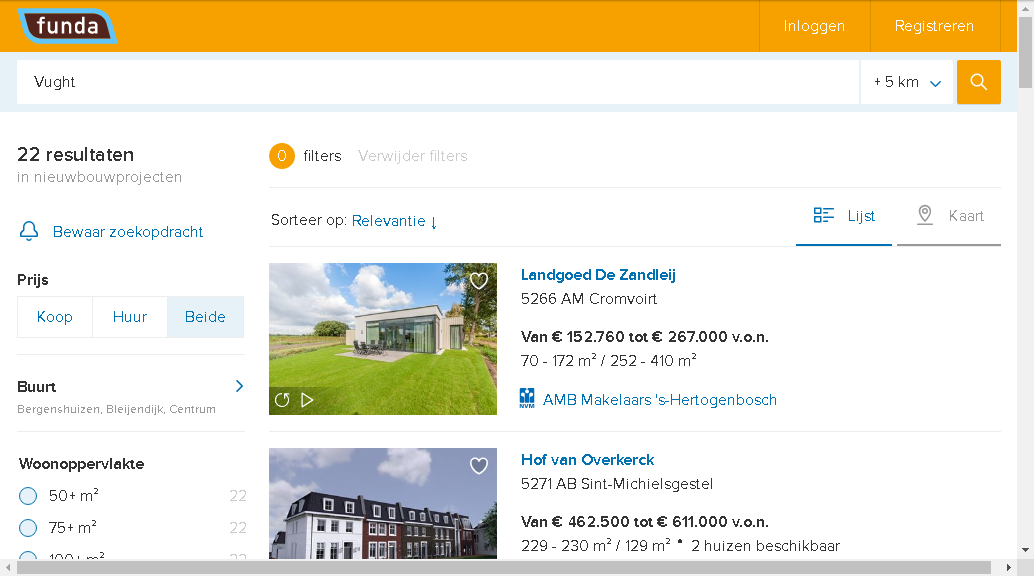 funda
Inloggen
Registreren
Vught
+ 5 km
22 resultaten
in nieuwbouwprojecten
0 filters
Verwijder filters
Bewaar zoekopdracht
Sorteer op: Relevantie ↓
Lijst
Kaart
Prijs
Koop
Huur
Beide
Buurt
Bergenshuizen, Bleijendijk, Centrum
Woonoppervlakte
50+ m² 22
75+ m² 22
100+ m² 22
Landgoed De Zandleij
5266 AM Cromvoirt
Van € 152.760 tot € 267.000 v.o.n.
70 - 172 m² / 252 - 410 m²
NVM
AMB Makelaars 's-Hertogenbosch
Hof van Overkerck
5271 AB Sint-Michielsgestel
Van € 462.500 tot € 611.000 v.o.n.
229 - 230 m² / 129 m² • 2 huizen beschikbaar